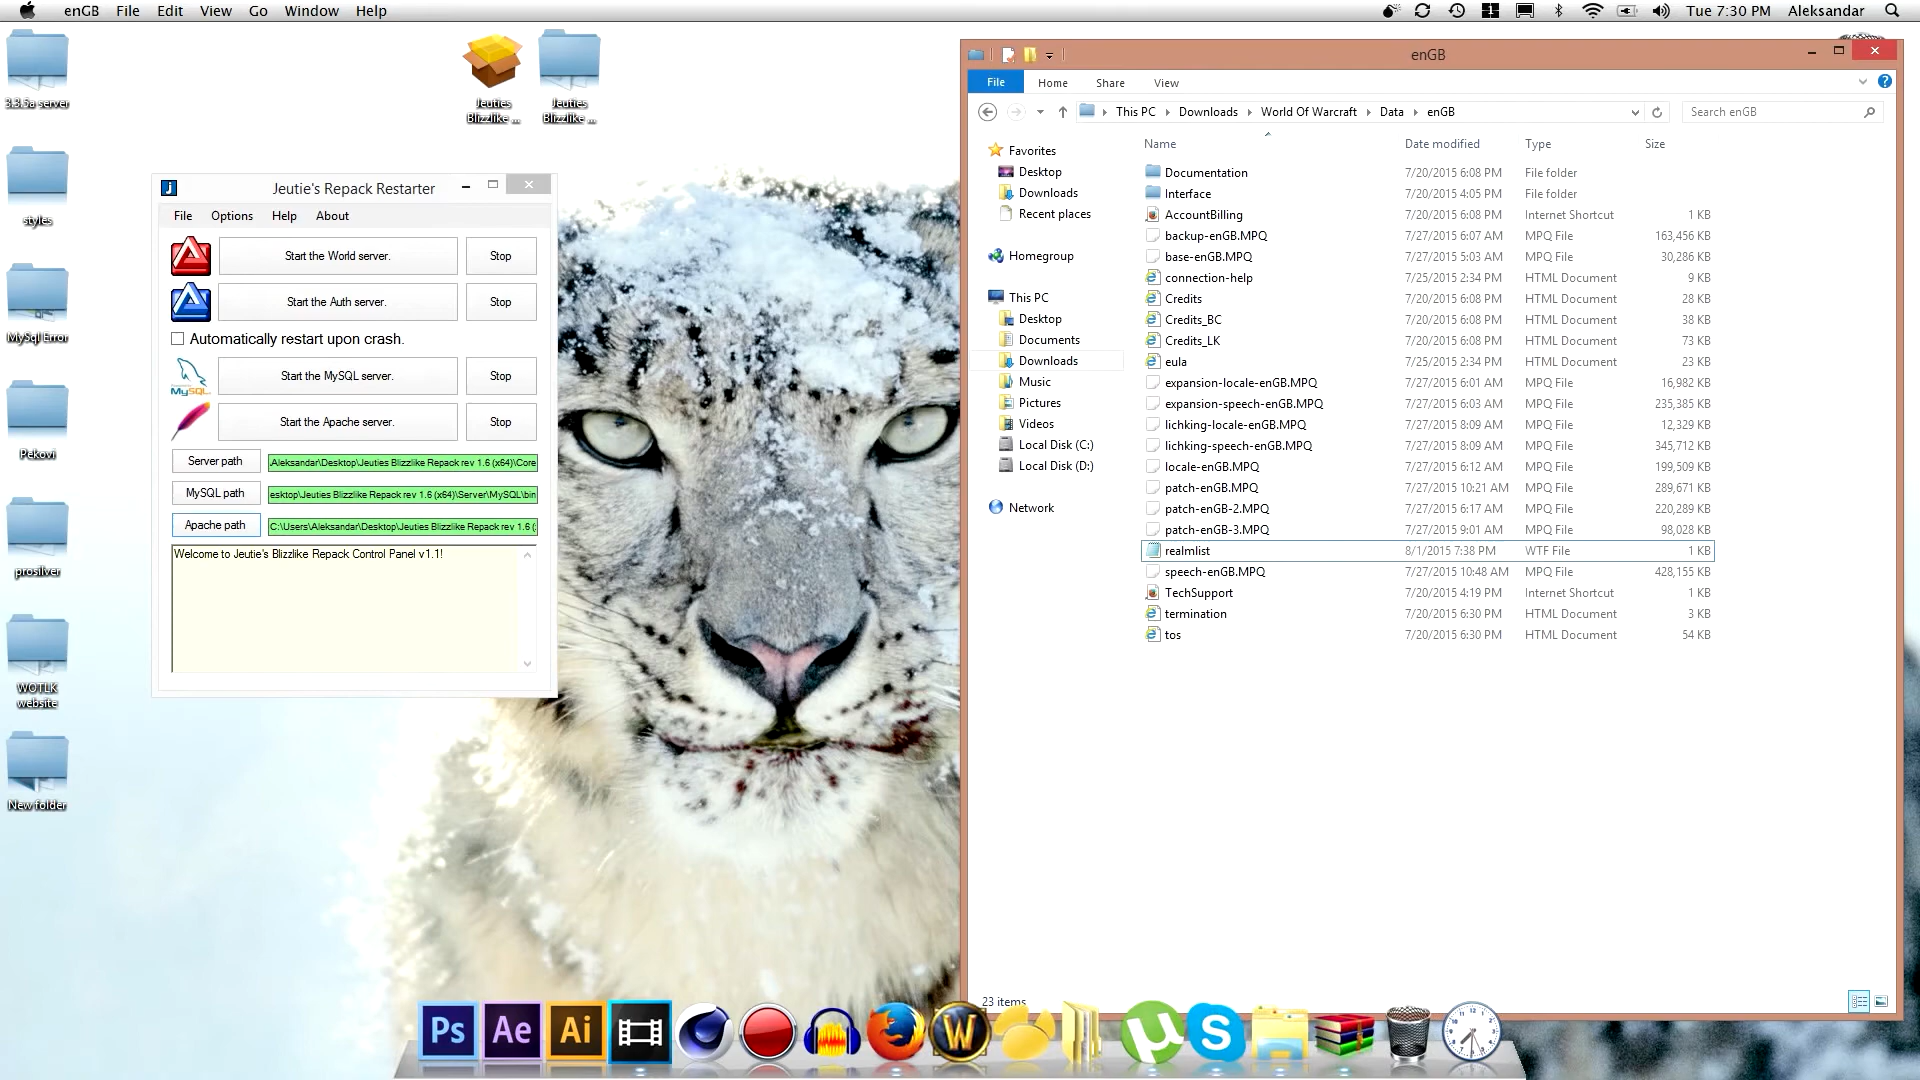 enGB File Edit View Go Window Help
Tue 7:30 PM Aleksandar
3.3.5a server
styles
MySql Error
Pekovi
prosilver
WOTLK
website
New folder
Jeuties
Blizzlike ...
Jeuties
Blizzlike ...
Jeutie's Repack Restarter
File Options Help About
Start the World server. Stop
Start the Auth server. Stop
Automatically restart upon crash.
Powered by
MySQL
Start the MySQL server. Stop
Start the Apache server. Stop
Server path Aleksandar\Desktop\Jeuties Blizzlike Repack rev 1.6 (x64)\Core
MySQL path esktop\Jeuties Blizzlike Repack rev 1.6 (x64)\Server\MySQL\bin
Apache path C:\Users\Aleksandar\Desktop\Jeuties Blizzlike Repack rev 1.6 (
Welcome to Jeutie's Blizzlike Repack Control Panel v1.1!
enGB
File Home Share View
This PC Downloads World Of Warcraft Data enGB
Search enGB
Favorites
Desktop
Downloads
Recent places
Homegroup
This PC
Desktop
Documents
Downloads
Music
Pictures
Videos
Local Disk (C:)
Local Disk (D:)
Network
Name Date modified Type Size
Documentation 7/20/2015 6:08 PM File folder
Interface 7/20/2015 4:05 PM File folder
AccountBilling 7/20/2015 6:08 PM Internet Shortcut 1 KB
backup-enGB.MPQ 7/27/2015 6:07 AM MPQ File 163,456 KB
base-enGB.MPQ 7/27/2015 5:03 AM MPQ File 30,286 KB
connection-help 7/25/2015 2:34 PM HTML Document 9 KB
Credits 7/20/2015 6:08 PM HTML Document 28 KB
Credits_BC 7/20/2015 6:08 PM HTML Document 38 KB
Credits_LK 7/20/2015 6:08 PM HTML Document 73 KB
eula 7/25/2015 2:34 PM HTML Document 23 KB
expansion-locale-enGB.MPQ 7/27/2015 6:01 AM MPQ File 16,982 KB
expansion-speech-enGB.MPQ 7/27/2015 6:03 AM MPQ File 235,385 KB
lichking-locale-enGB.MPQ 7/27/2015 8:09 AM MPQ File 12,329 KB
lichking-speech-enGB.MPQ 7/27/2015 8:09 AM MPQ File 345,712 KB
locale-enGB.MPQ 7/27/2015 6:12 AM MPQ File 199,509 KB
patch-enGB.MPQ 7/27/2015 10:21 AM MPQ File 289,671 KB
patch-enGB-2.MPQ 7/27/2015 6:17 AM MPQ File 220,289 KB
patch-enGB-3.MPQ 7/27/2015 9:01 AM MPQ File 98,028 KB
realmlist 8/1/2015 7:38 PM WTF File 1 KB
speech-enGB.MPQ 7/27/2015 10:48 AM MPQ File 428,155 KB
TechSupport 7/20/2015 4:19 PM Internet Shortcut 1 KB
termination 7/20/2015 6:30 PM HTML Document 3 KB
tos 7/20/2015 6:30 PM HTML Document 54 KB
23 items
Ps Ae Ai W µ S